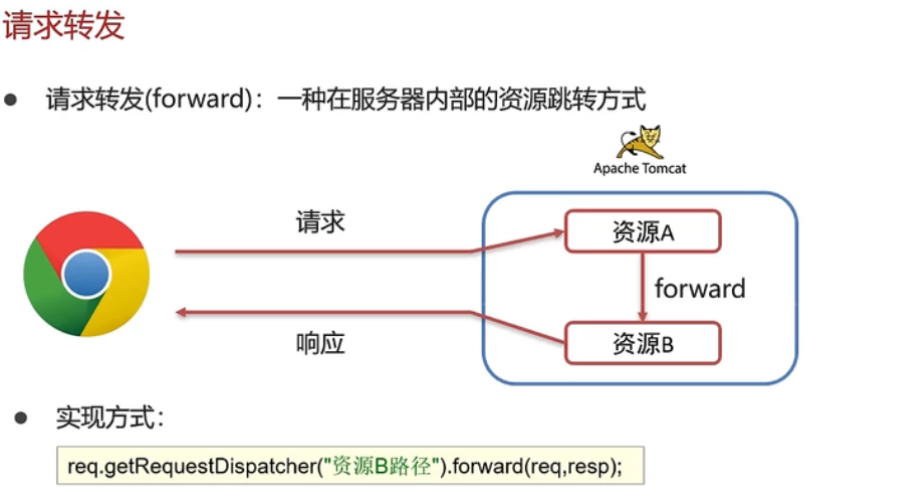 请求转发
● 请求转发(forward)：一种在服务器内部的资源跳转方式
Apache Tomcat
请求
资源A
forward
响应
资源B
● 实现方式：
req.getRequestDispatcher("资源B路径").forward(req,resp);